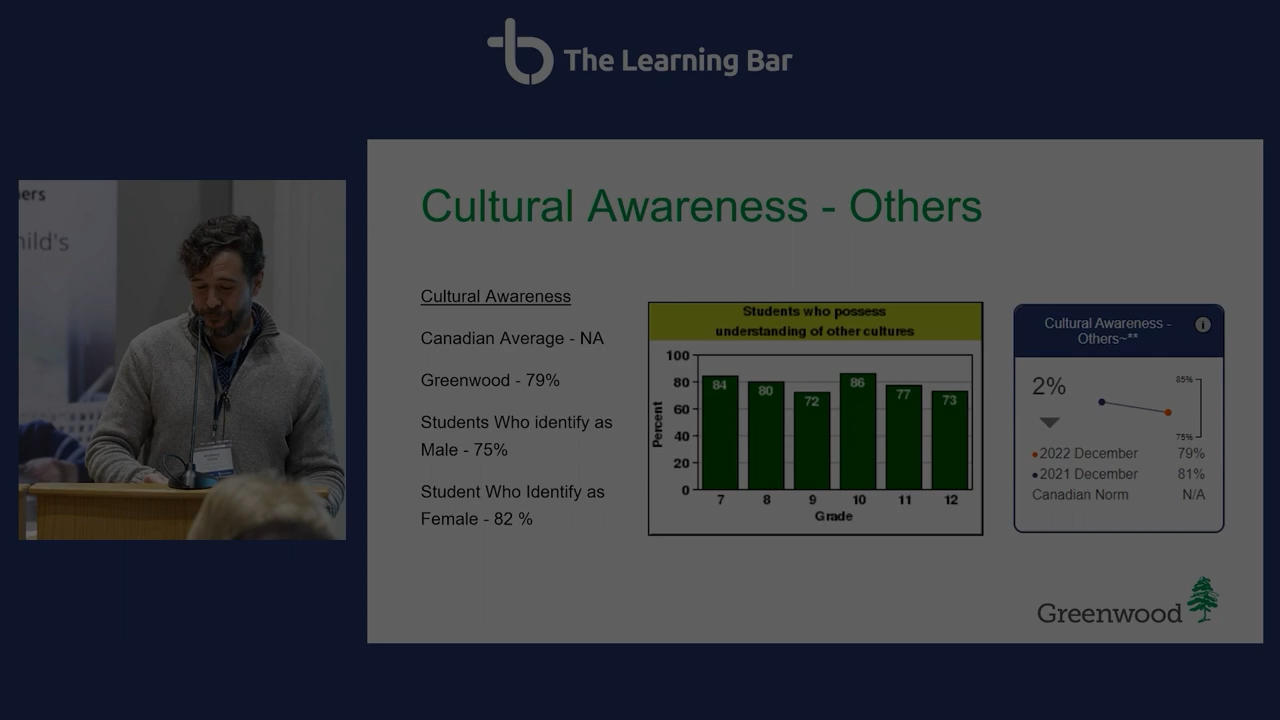 The Learning Bar
ers
hild's
Cultural Awareness - Others
Cultural Awareness
Canadian Average - NA
Greenwood - 79%
Students Who identify as
Male - 75%
Student Who Identify as
Female - 82 %
Students who possess
understanding of other cultures
100
80
60
40
20
0
Percent
84
80
72
86
77
73
7 8 9 10 11 12
Grade
Cultural Awareness -
Others~**
i
2%
85%
75%
2022 December 79%
2021 December 81%
Canadian Norm N/A
Greenwood